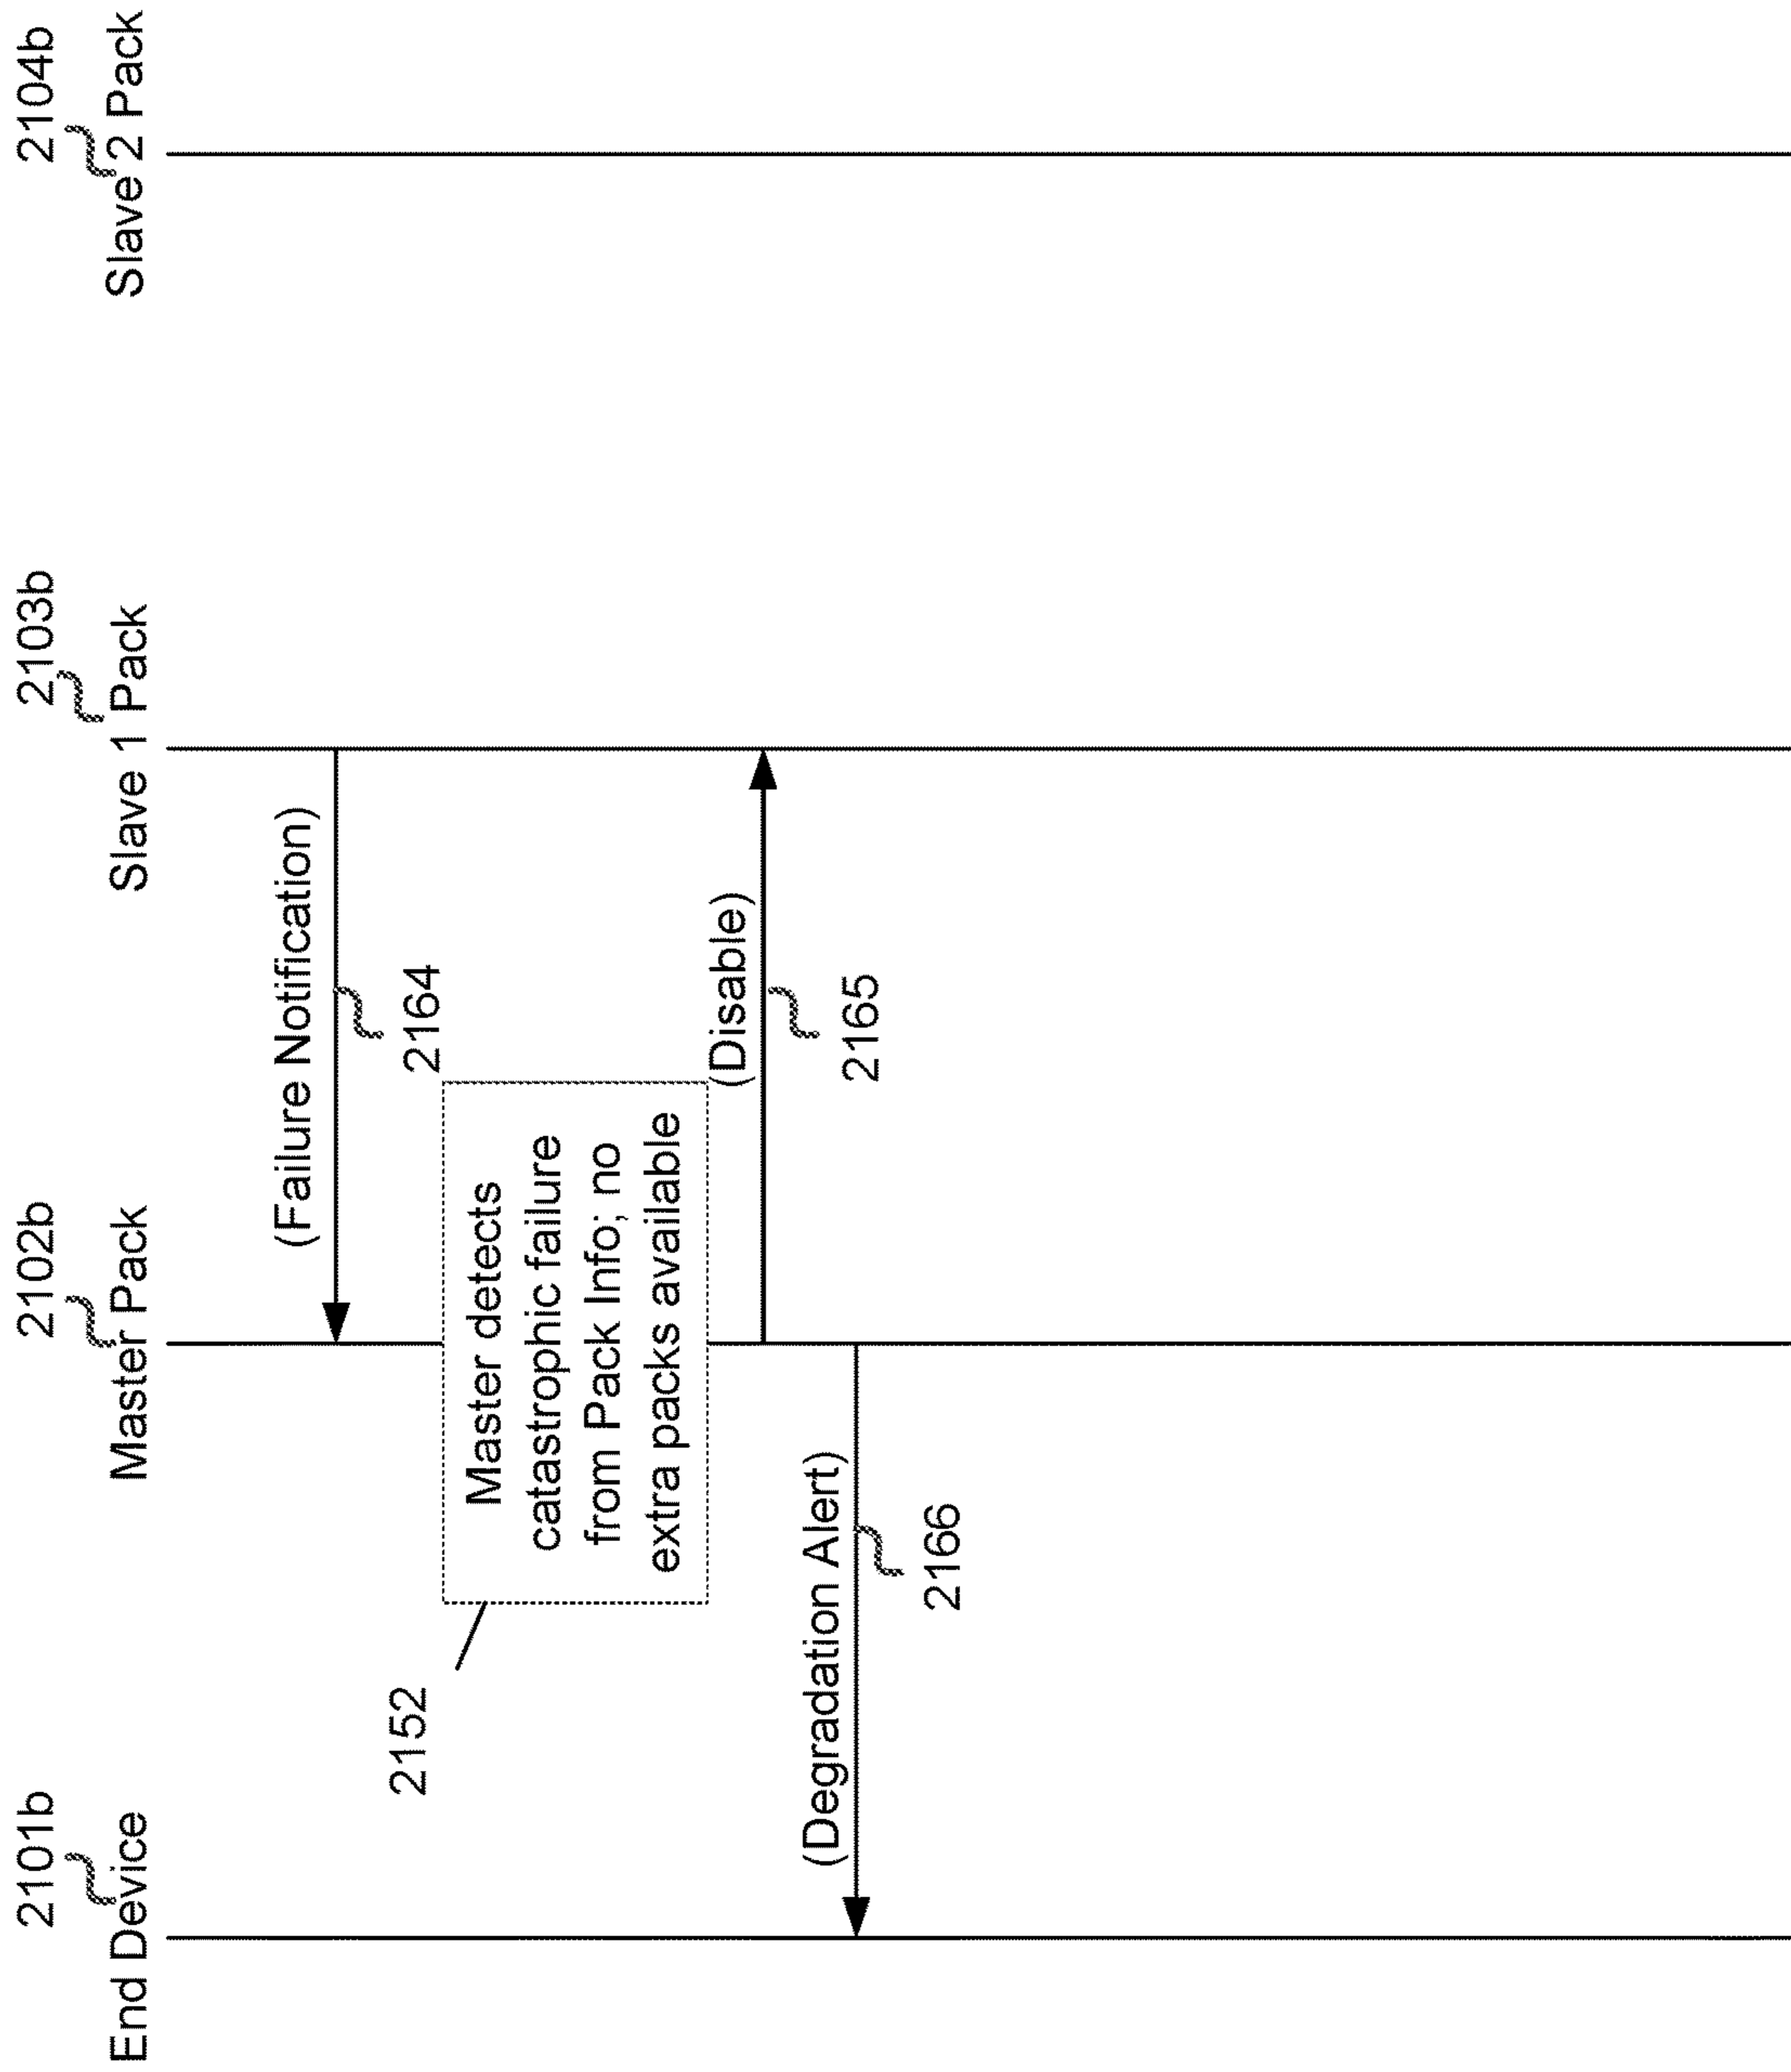 2101b
2102b
2103b
2104b
End Device
Master Pack
Slave 1 Pack
Slave 2 Pack
(Failure Notification)
2164
2152
Master detects
catastrophic failure
from Pack Info; no
extra packs available
(Disable)
2165
(Degradation Alert)
2166